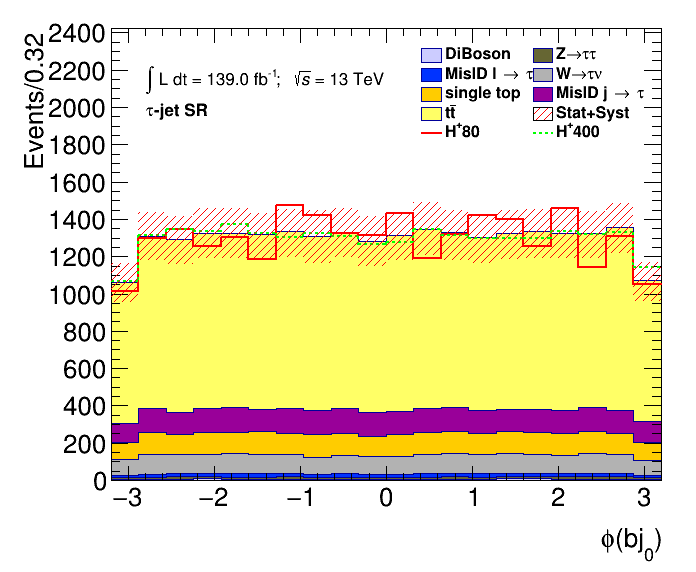 Events/0.32
2400
2200
2000
1800
1600
1400
1200
1000
800
600
400
200
0
∫ L dt = 139.0 fb⁻¹; √s = 13 TeV
τ-jet SR
DiBoson Z→ττ
MisID l → τ W→τν
single top MisID j → τ
tt̄ Stat+Syst
H⁺80 H⁺400
−3 −2 −1 0 1 2 3
ϕ(bj₀)